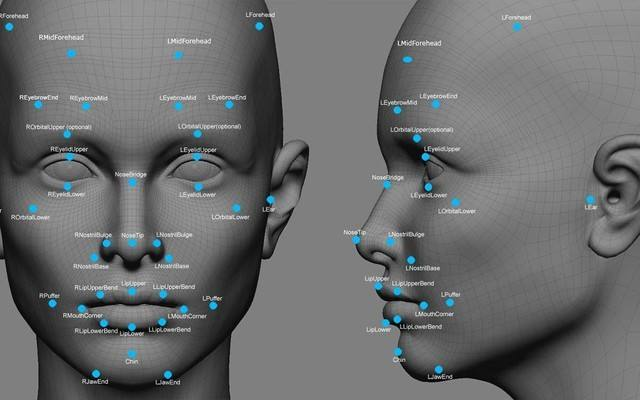 RForehead
LForehead
RMidForehead
LMidForehead
REyebrowEnd
REyebrowMid
LEyebrowMid
LEyebrowEnd
ROrbitalUpper (optional)
LOrbitalUpper(optional)
REyelidUpper
LEyelidUpper
NoseBridge
REyelidLower
LEyelidLower
ROrbitalLower
LOrbitalLower
LEar
RNostrilBulge
NoseTip
LNostrilBulge
RNostrilBase
LNostrilBase
RLipUpperBend
LipUpper
LLipUpperBend
RPuffer
LPuffer
RMouthCorner
LMouthCorner
RLipLowerBend
LipLower
LLipLowerBend
Chin
RJawEnd
LJawEnd
LForehead
LMidForehead
LEyebrowEnd
LEyebrowMid
LOrbitalUpper(optional)
LEyelidUpper
NoseBridge
LEyelidLower
LOrbitalLower
LEar
NoseTip
LNostrilBulge
LNostrilBase
LipUpper
LLipUpperBend
LPuffer
LMouthCorner
LipLower
LLipLowerBend
Chin
LJawEnd